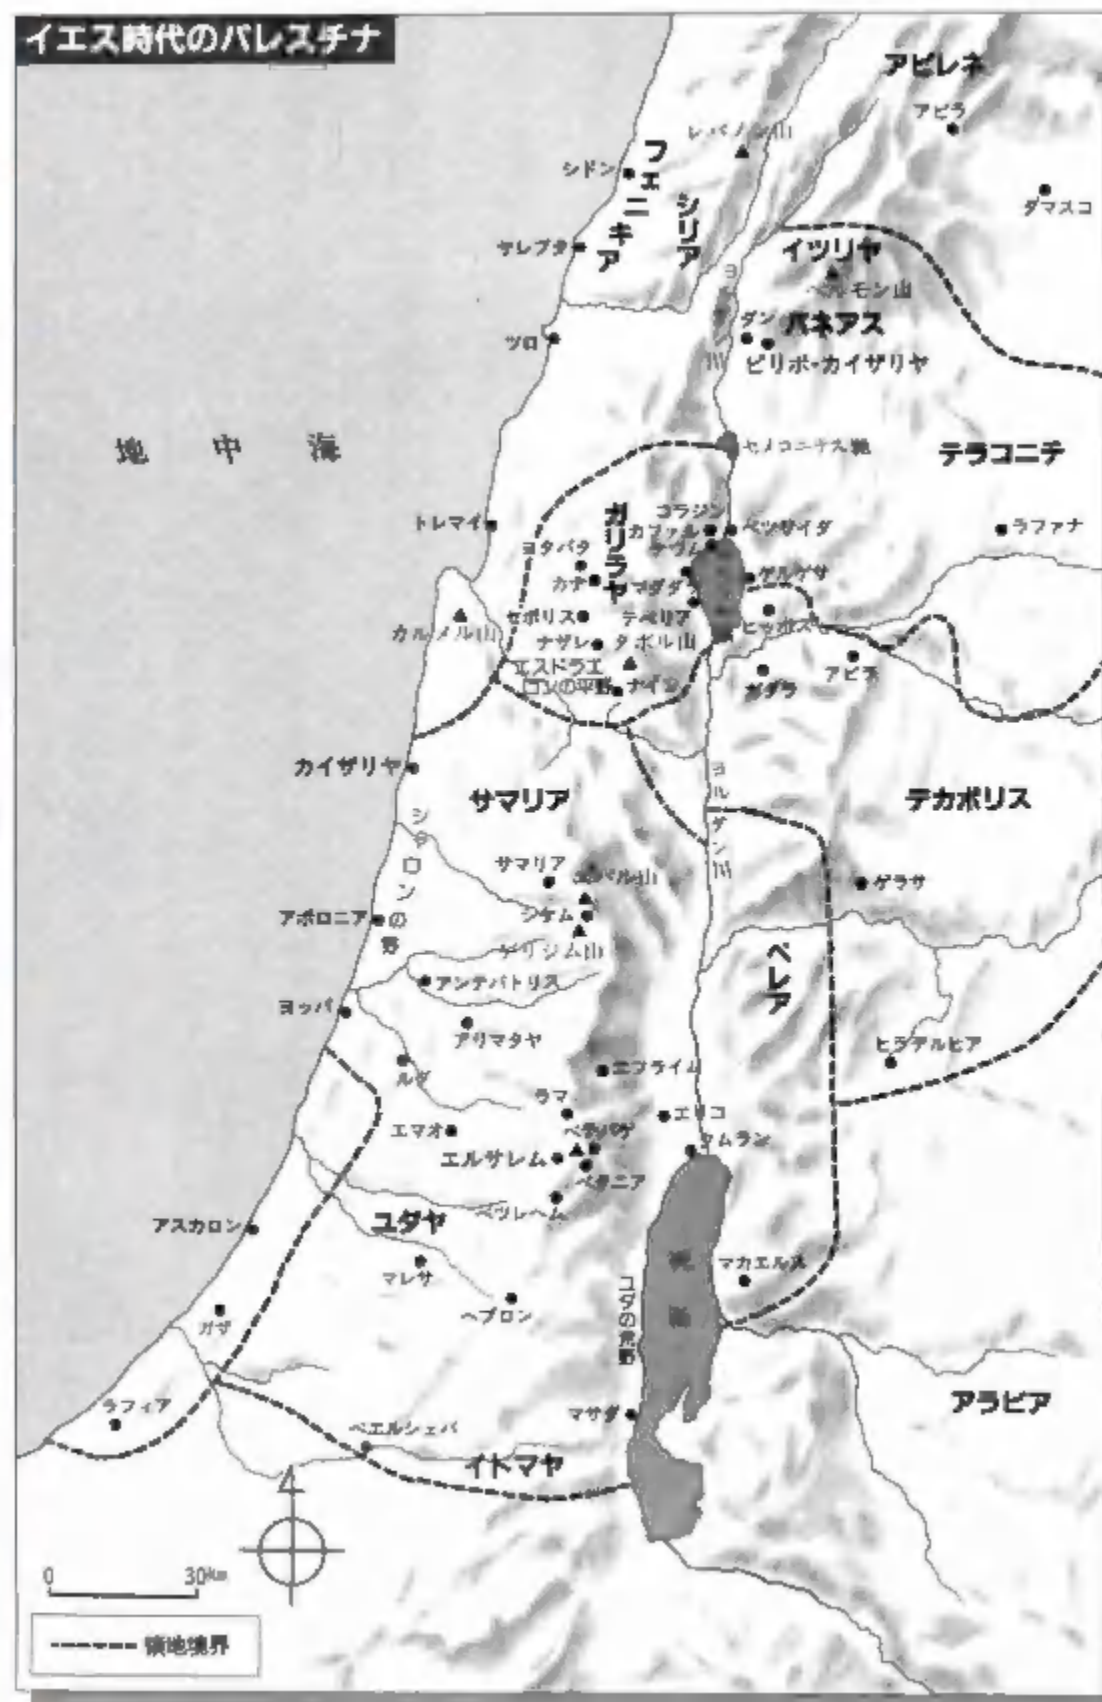 イエス時代のパレスチナ
アビレネ
アビラ
レバノン山
シドン
フェニキア
シリア
ダマスコ
サレプタ
イツリヤ
ヘルモン山
ダン
パネアス
ツロ
ピリポ・カイザリヤ
地中海
セメコニテス湖
テラコニテ
トレマイ
ガリラヤ
コラジン
カファル
ナウム
ベツサイダ
ラファナ
ヨタパタ
カナ
マグダラ
ゲルゲサ
カルメル山
セポリス
テベリア
ヒッポス
ナザレ
タボル山
エスドラエ
ロンの平野
ナイン
ガダラ
アビラ
カイザリヤ
サマリア
ヨルダン川
デカポリス
シャロンの野
サマリア
エバル山
ゲラサ
アポロニア
シケム
ゲリジム山
ペレア
アンテパトリス
ヨッパ
アリマタヤ
ヒラデルヒア
ルダ
エフライム
ラマ
エリコ
エマオ
ベテパゲ
エルサレム
クムラン
ベタニア
ベツレヘム
ユダヤ
アスカロン
マレサ
マカエルス
死海
ヘブロン
ユダの荒野
ガザ
ラフィア
マサダ
アラビア
ベエルシェバ
イドマヤ
0 30km
領地境界